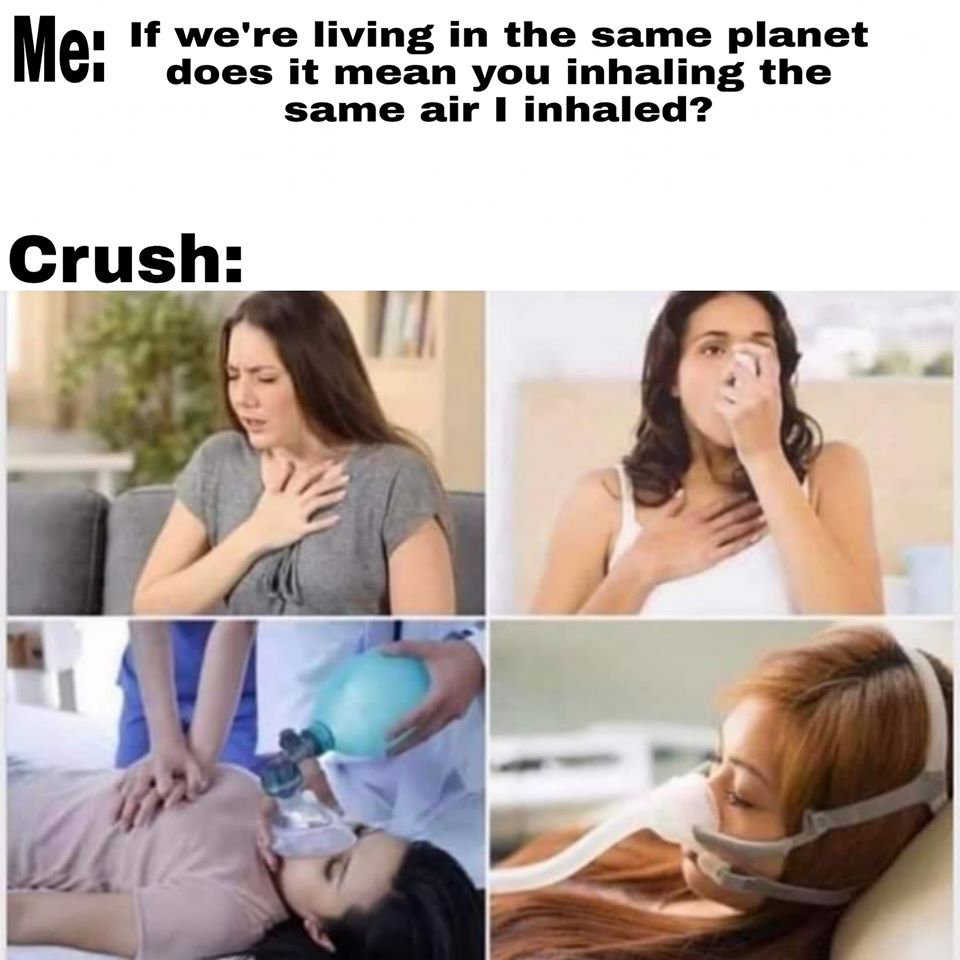 Me: If we're living in the same planet
does it mean you inhaling the
same air I inhaled?
Crush: